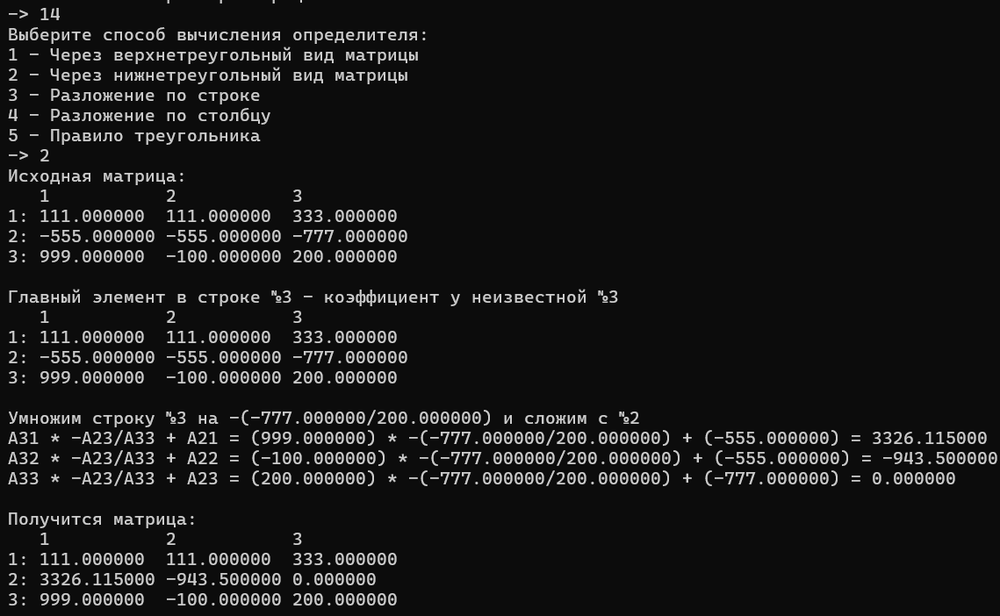 -> 14
Выберите способ вычисления определителя:
1 - Через верхнетреугольный вид матрицы
2 - Через нижнетреугольный вид матрицы
3 - Разложение по строке
4 - Разложение по столбцу
5 - Правило треугольника
-> 2
Исходная матрица:
1 2 3
1: 111.000000 111.000000 333.000000
2: -555.000000 -555.000000 -777.000000
3: 999.000000 -100.000000 200.000000
Главный элемент в строке №3 - коэффициент у неизвестной №3
1 2 3
1: 111.000000 111.000000 333.000000
2: -555.000000 -555.000000 -777.000000
3: 999.000000 -100.000000 200.000000
Умножим строку №3 на -(-777.000000/200.000000) и сложим с №2
A31 * -A23/A33 + A21 = (999.000000) * -(-777.000000/200.000000) + (-555.000000) = 3326.115000
A32 * -A23/A33 + A22 = (-100.000000) * -(-777.000000/200.000000) + (-555.000000) = -943.500000
A33 * -A23/A33 + A23 = (200.000000) * -(-777.000000/200.000000) + (-777.000000) = 0.000000
Получится матрица:
1 2 3
1: 111.000000 111.000000 333.000000
2: 3326.115000 -943.500000 0.000000
3: 999.000000 -100.000000 200.000000